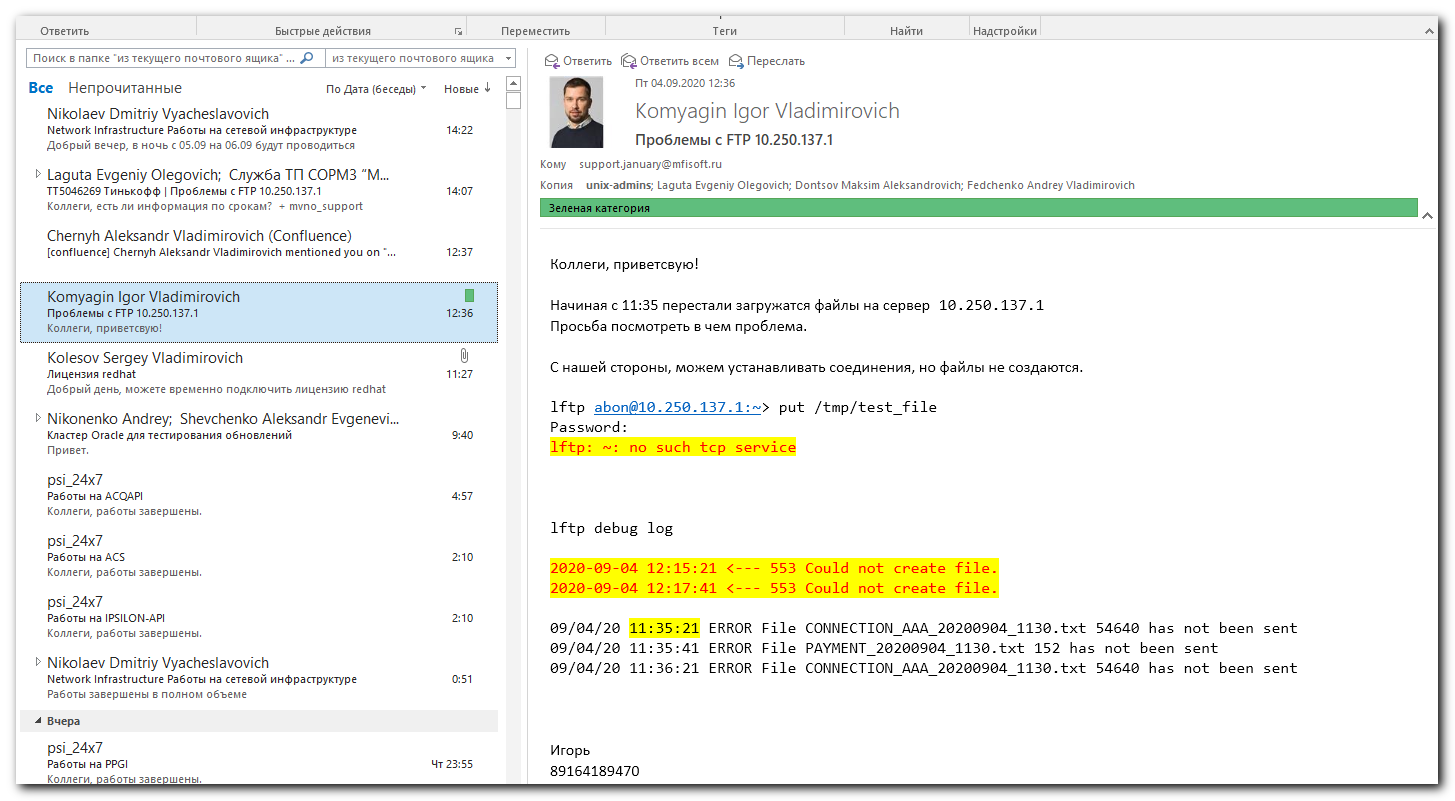 Ответить
Быстрые действия
Переместить
Теги
Найти
Надстройки
Поиск в папке "из текущего почтового ящика" ...
из текущего почтового ящика
Все Непрочитанные
По Дата (беседы)
Новые ↓
Nikolaev Dmitriy Vyacheslavovich
Network Infrastructure Работы на сетевой инфраструктуре 14:22
Добрый вечер, в ночь с 05.09 на 06.09 будут проводиться
Laguta Evgeniy Olegovich; Служба ТП СОРМ3 "М...
TT5046269 Тинькофф | Проблемы с FTP 10.250.137.1 14:07
Коллеги, есть ли информация по срокам? + mvno_support
Chernyh Aleksandr Vladimirovich (Confluence)
[confluence] Chernyh Aleksandr Vladimirovich mentioned you on "... 12:37
Komyagin Igor Vladimirovich
Проблемы с FTP 10.250.137.1 12:36
Коллеги, приветсвую!
Kolesov Sergey Vladimirovich
Лицензия redhat 11:27
Добрый день, можете временно подключить лицензию redhat
Nikonenko Andrey; Shevchenko Aleksandr Evgenevi...
Кластер Oracle для тестирования обновлений 9:40
Привет.
psi_24x7
Работы на ACQAPI 4:57
Коллеги, работы завершены.
psi_24x7
Работы на ACS 2:10
Коллеги, работы завершены.
psi_24x7
Работы на IPSILON-API 2:10
Коллеги, работы завершены.
Nikolaev Dmitriy Vyacheslavovich
Network Infrastructure Работы на сетевой инфраструктуре 0:51
Работы завершены в полном объеме
Вчера
psi_24x7
Работы на PPGI Чт 23:55
Коллеги, работы завершены.
Ответить Ответить всем Переслать
Пт 04.09.2020 12:36
Komyagin Igor Vladimirovich
Проблемы с FTP 10.250.137.1
Кому support.january@mfisoft.ru
Копия unix-admins; Laguta Evgeniy Olegovich; Dontsov Maksim Aleksandrovich; Fedchenko Andrey Vladimirovich
Зеленая категория
Коллеги, приветсвую!
Начиная с 11:35 перестали загружатся файлы на сервер 10.250.137.1
Просьба посмотреть в чем проблема.
С нашей стороны, можем устанавливать соединения, но файлы не создаются.
lftp abon@10.250.137.1:~> put /tmp/test_file
Password:
lftp: ~: no such tcp service
lftp debug log
2020-09-04 12:15:21 <--- 553 Could not create file.
2020-09-04 12:17:41 <--- 553 Could not create file.
09/04/20 11:35:21 ERROR File CONNECTION_AAA_20200904_1130.txt 54640 has not been sent
09/04/20 11:35:41 ERROR File PAYMENT_20200904_1130.txt 152 has not been sent
09/04/20 11:36:21 ERROR File CONNECTION_AAA_20200904_1130.txt 54640 has not been sent
Игорь
89164189470